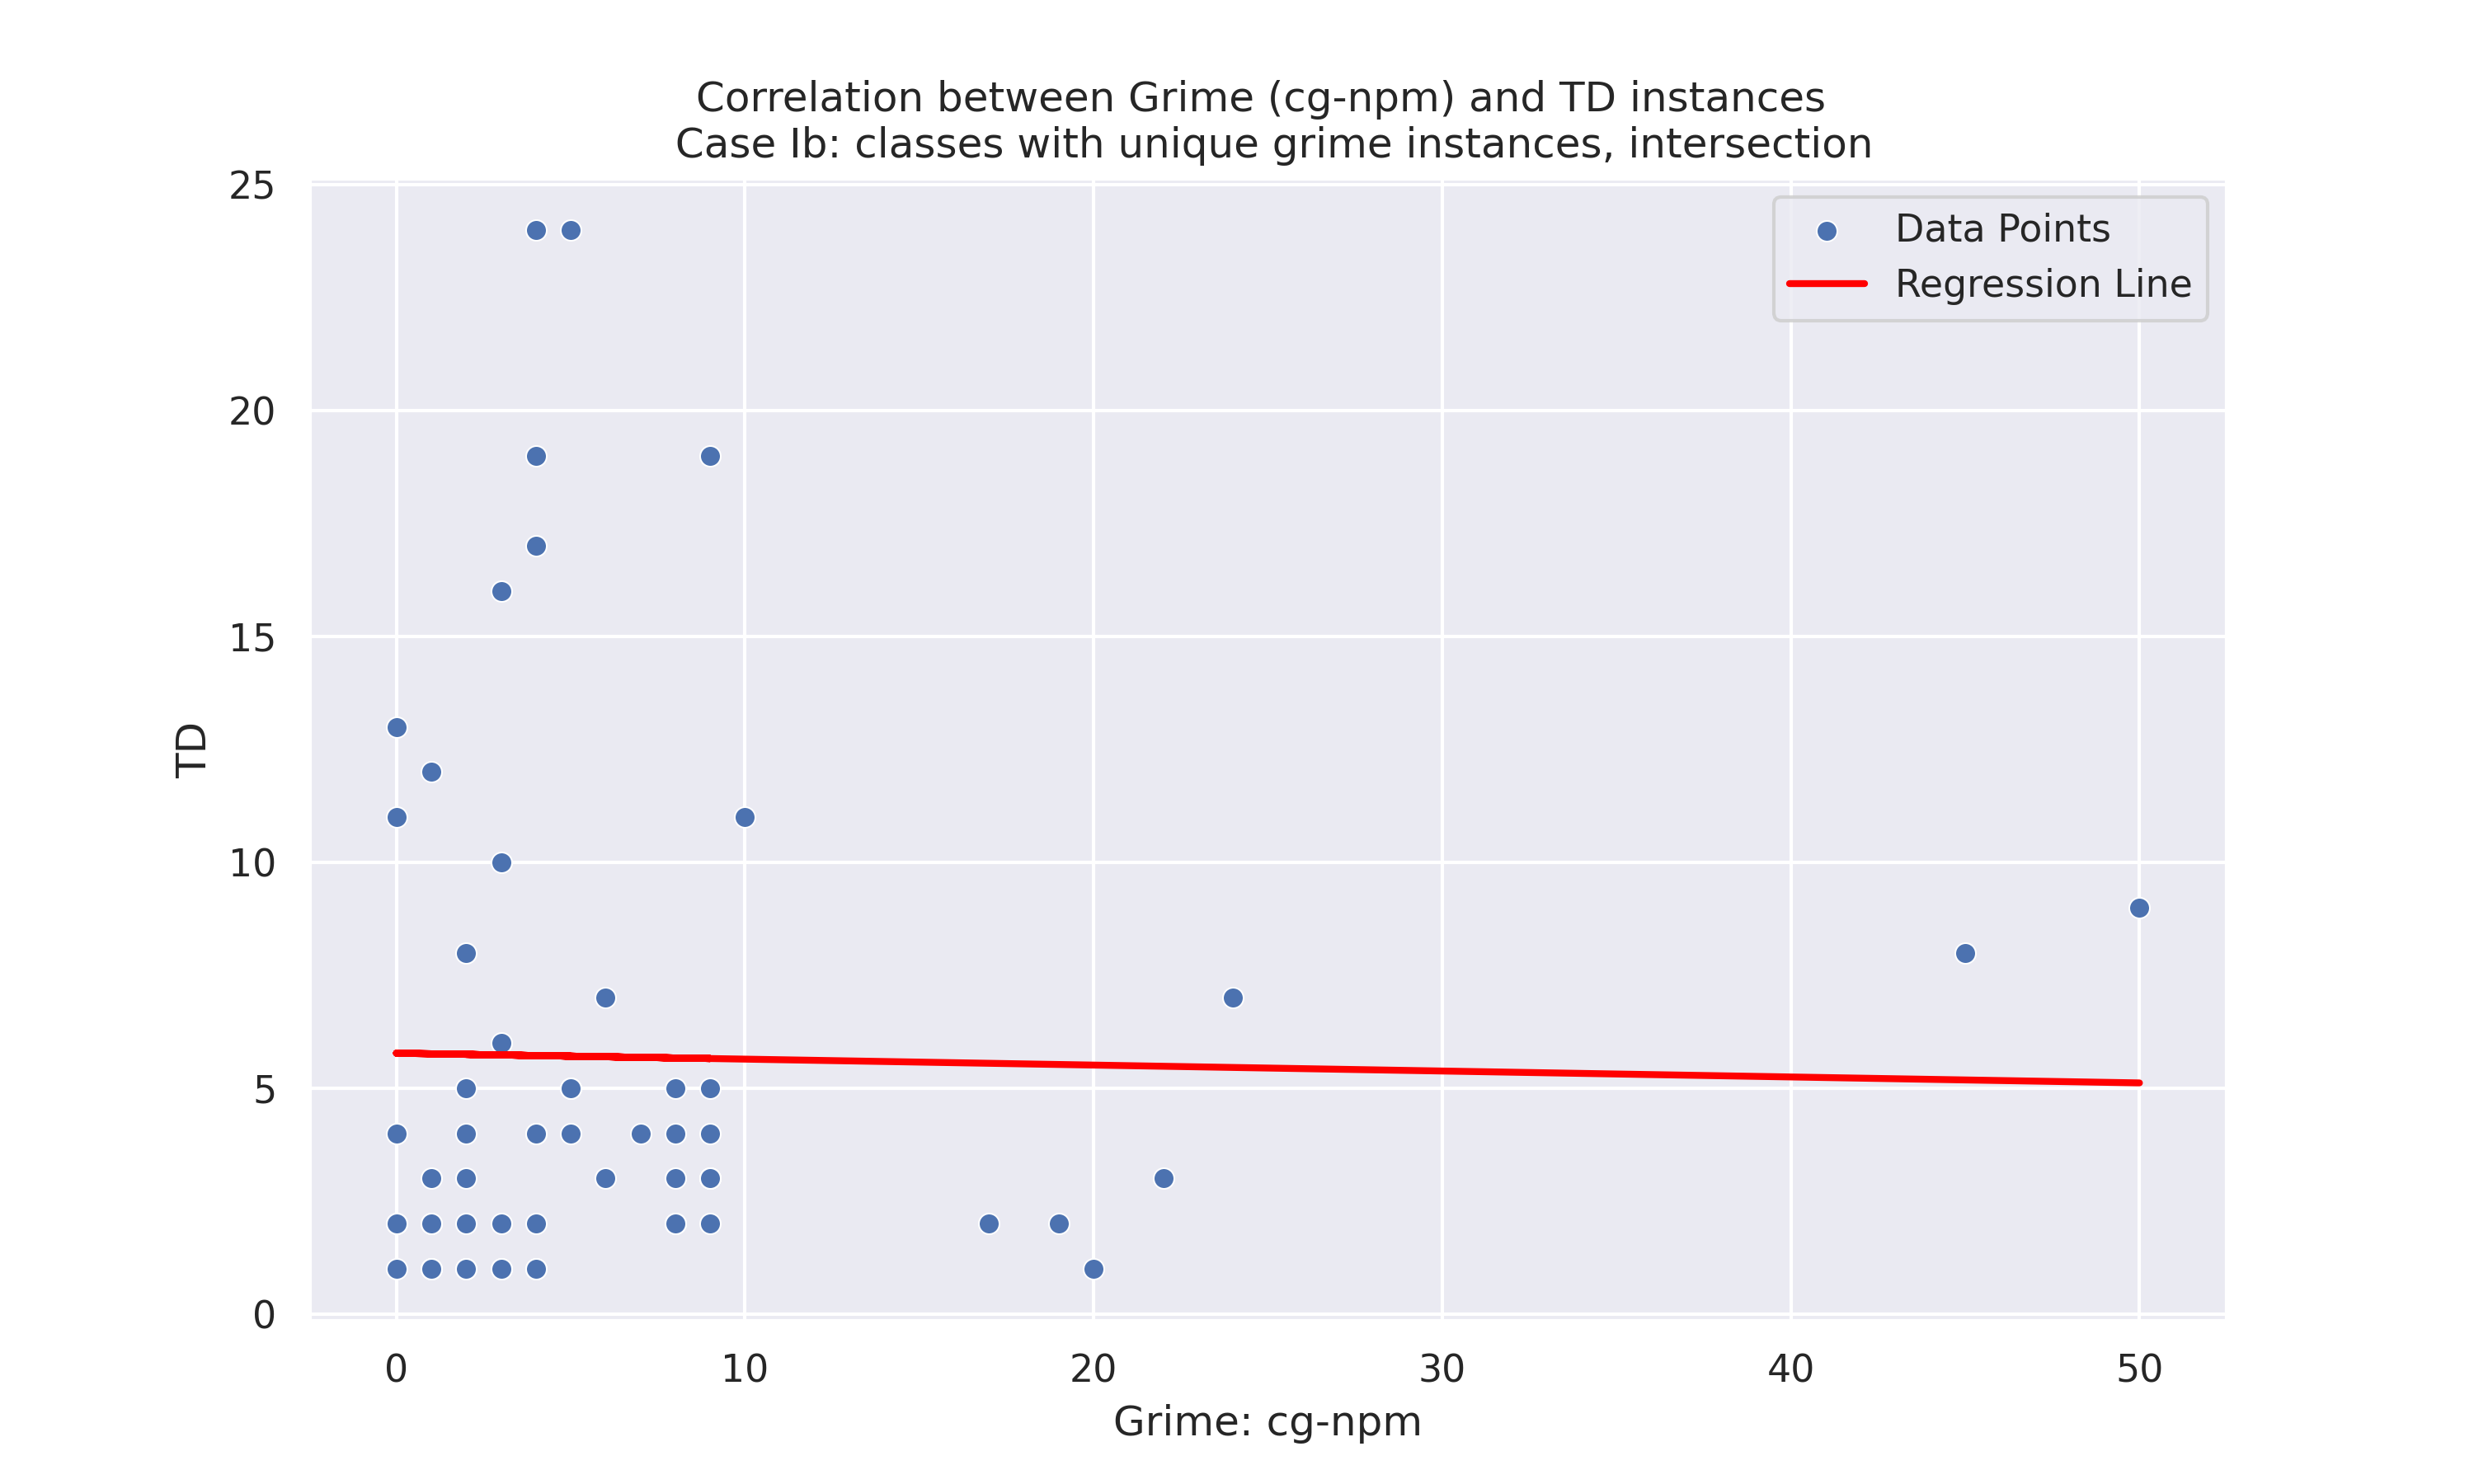 Correlation between Grime (cg-npm) and TD instances
Case Ib: classes with unique grime instances, intersection
Data Points
Regression Line
25
20
15
10
5
0
TD
0 10 20 30 40 50
Grime: cg-npm